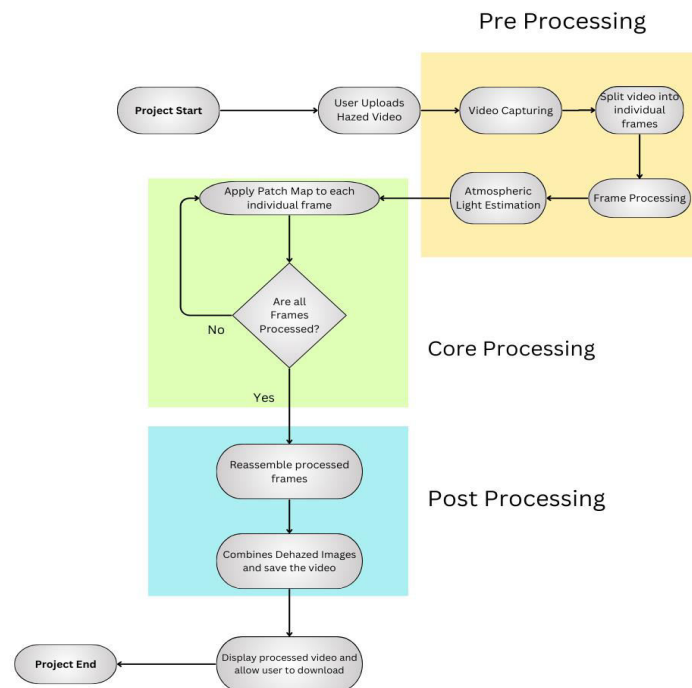 Pre Processing
Project Start
User Uploads
Hazed Video
Video Capturing
Split video into
individual
frames
Apply Patch Map to each
individual frame
Atmospheric
Light Estimation
Frame Processing
Are all
Frames
Processed?
No
Core Processing
Yes
Reassemble processed
frames
Post Processing
Combines Dehazed Images
and save the video
Display processed video and
allow user to download
Project End